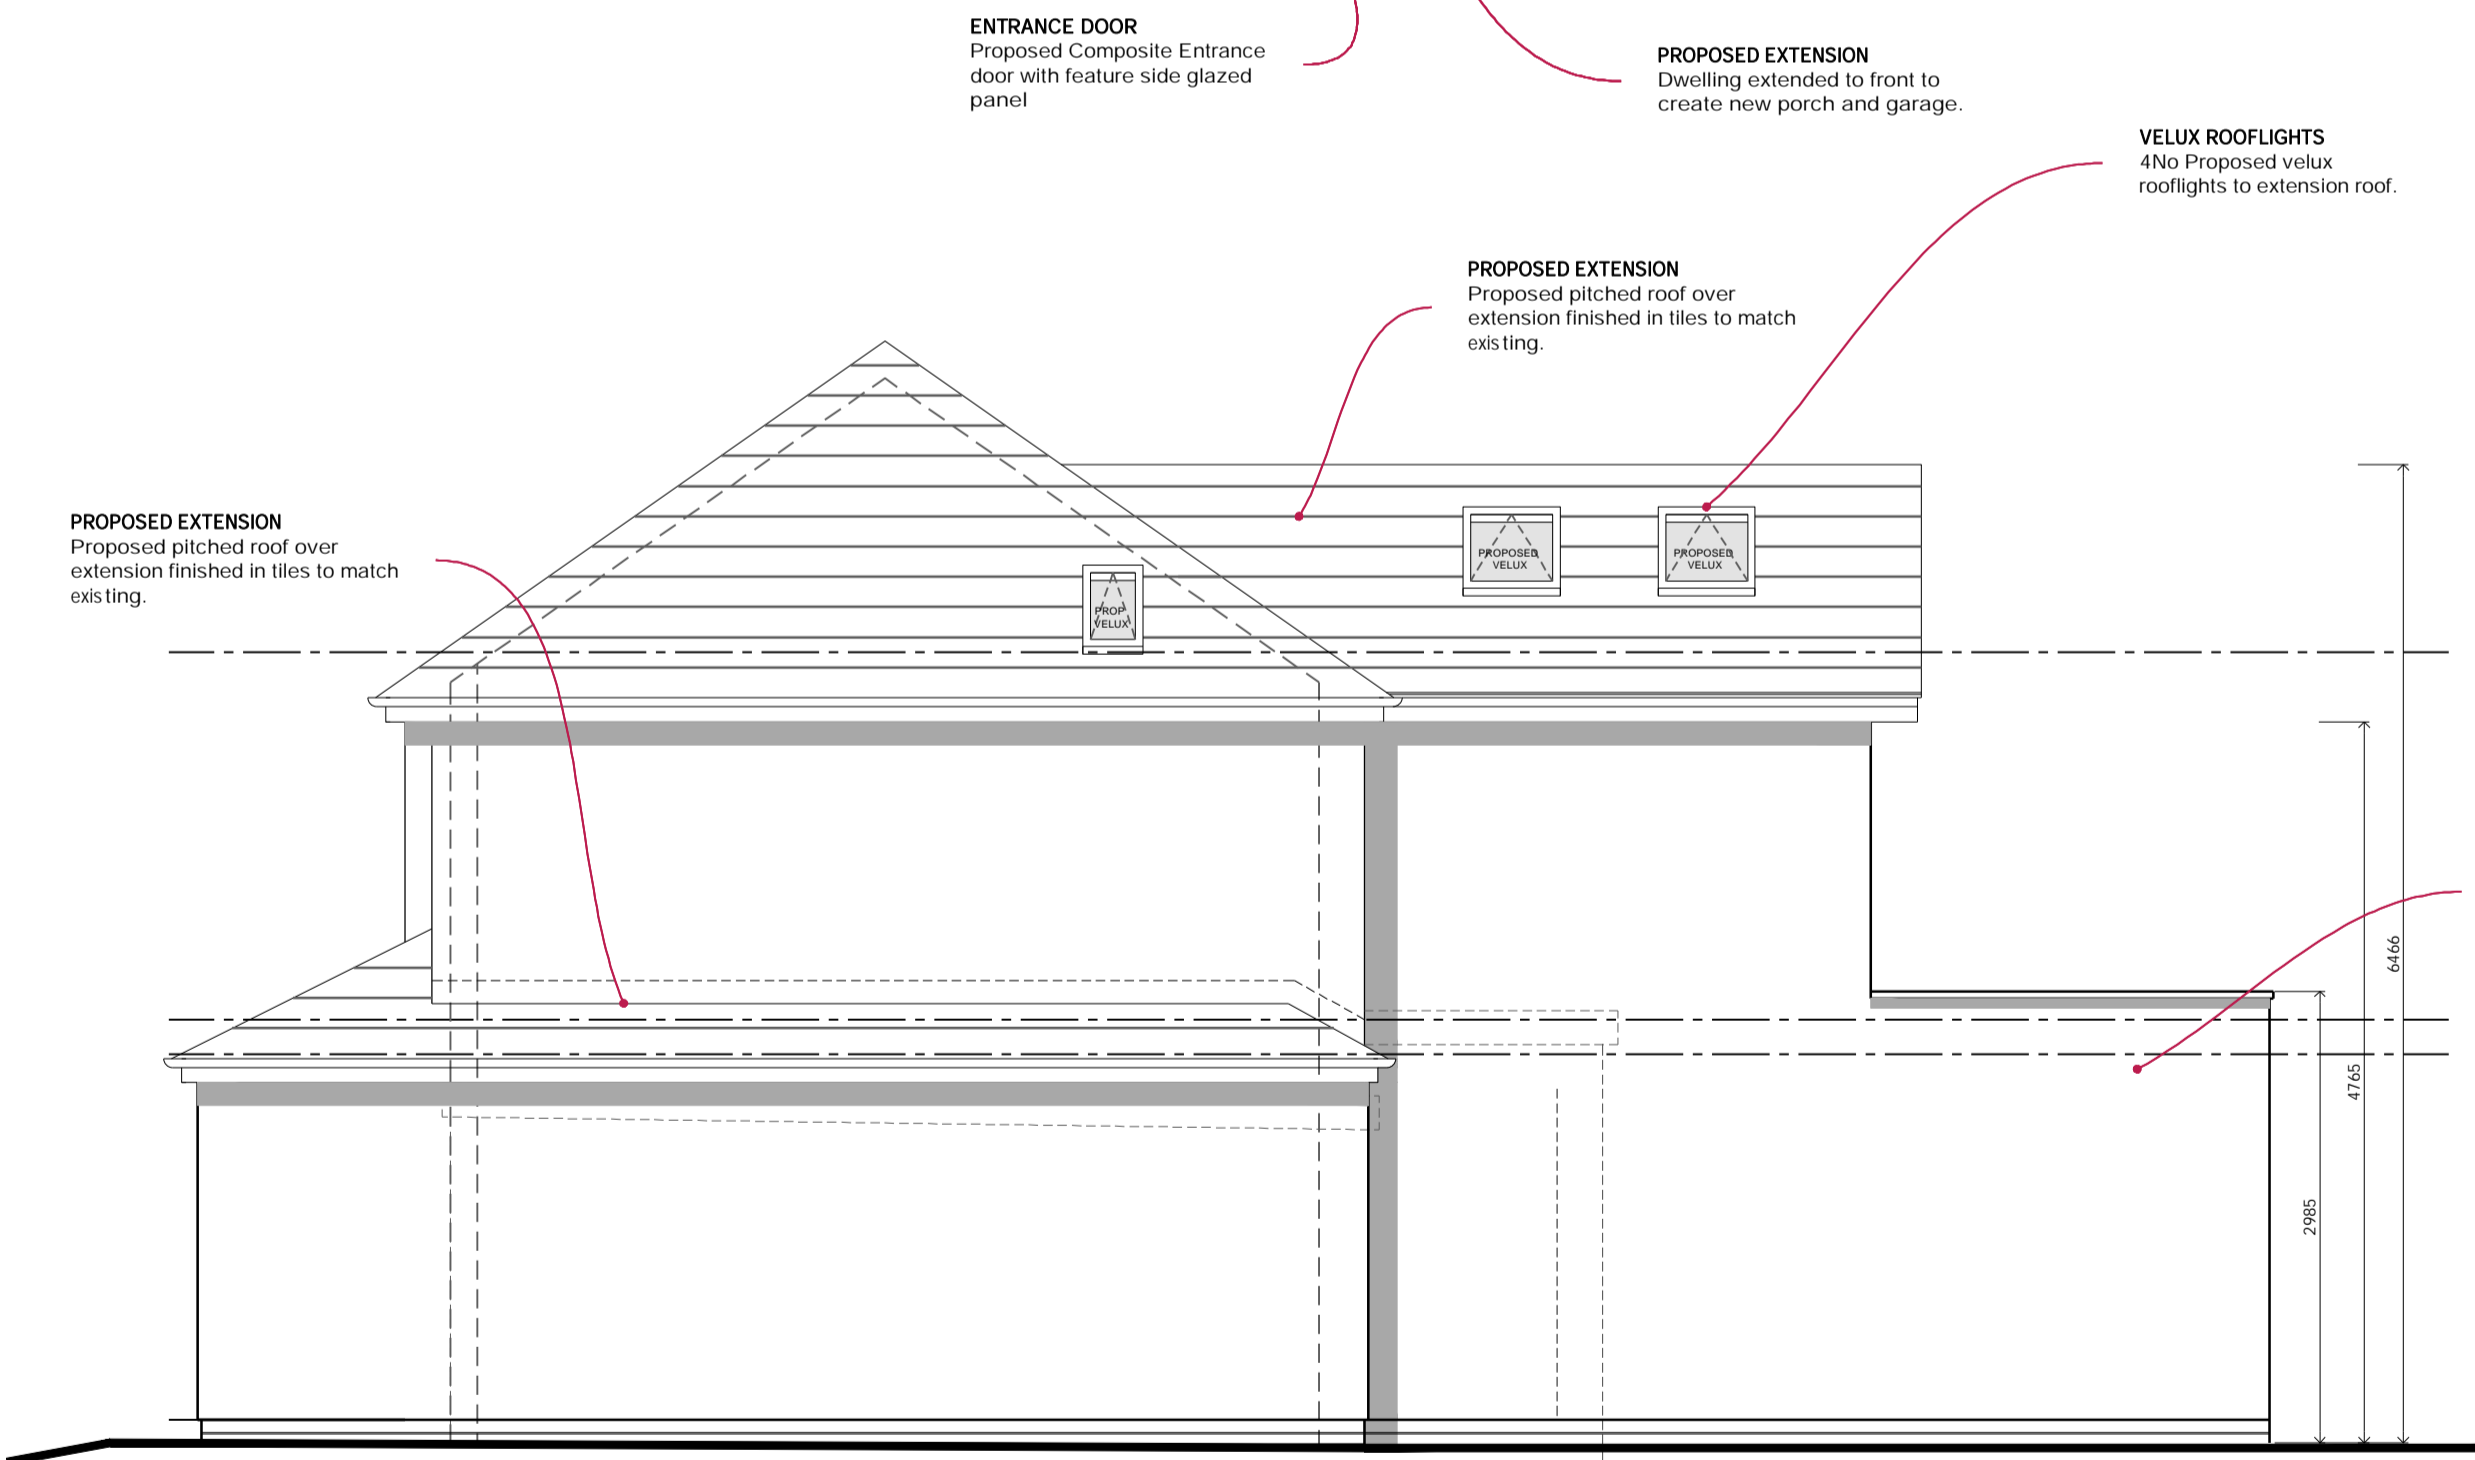 ENTRANCE DOOR
Proposed Composite Entrance
door with feature side glazed
panel
PROPOSED EXTENSION
Dwelling extended to front to
create new porch and garage.
VELUX ROOFLIGHTS
4No Proposed velux
rooflights to extension roof.
PROPOSED EXTENSION
Proposed pitched roof over
extension finished in tiles to match
existing.
PROPOSED EXTENSION
Proposed pitched roof over
extension finished in tiles to match
existing.
PROPOSED
VELUX
PROPOSED
VELUX
PROP
VELUX
6466
4765
2985